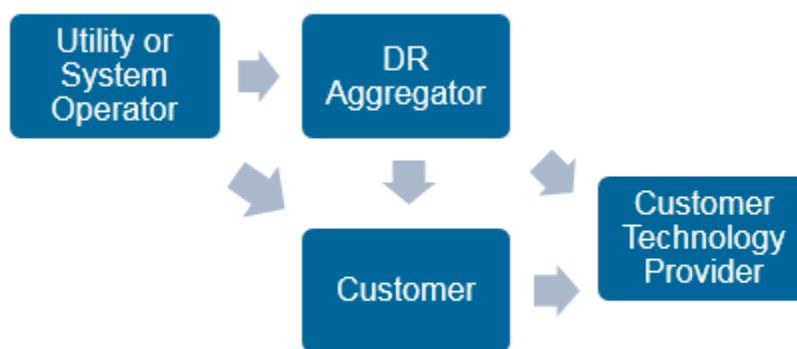 Utility or
System
Operator
DR
Aggregator
Customer
Customer
Technology
Provider